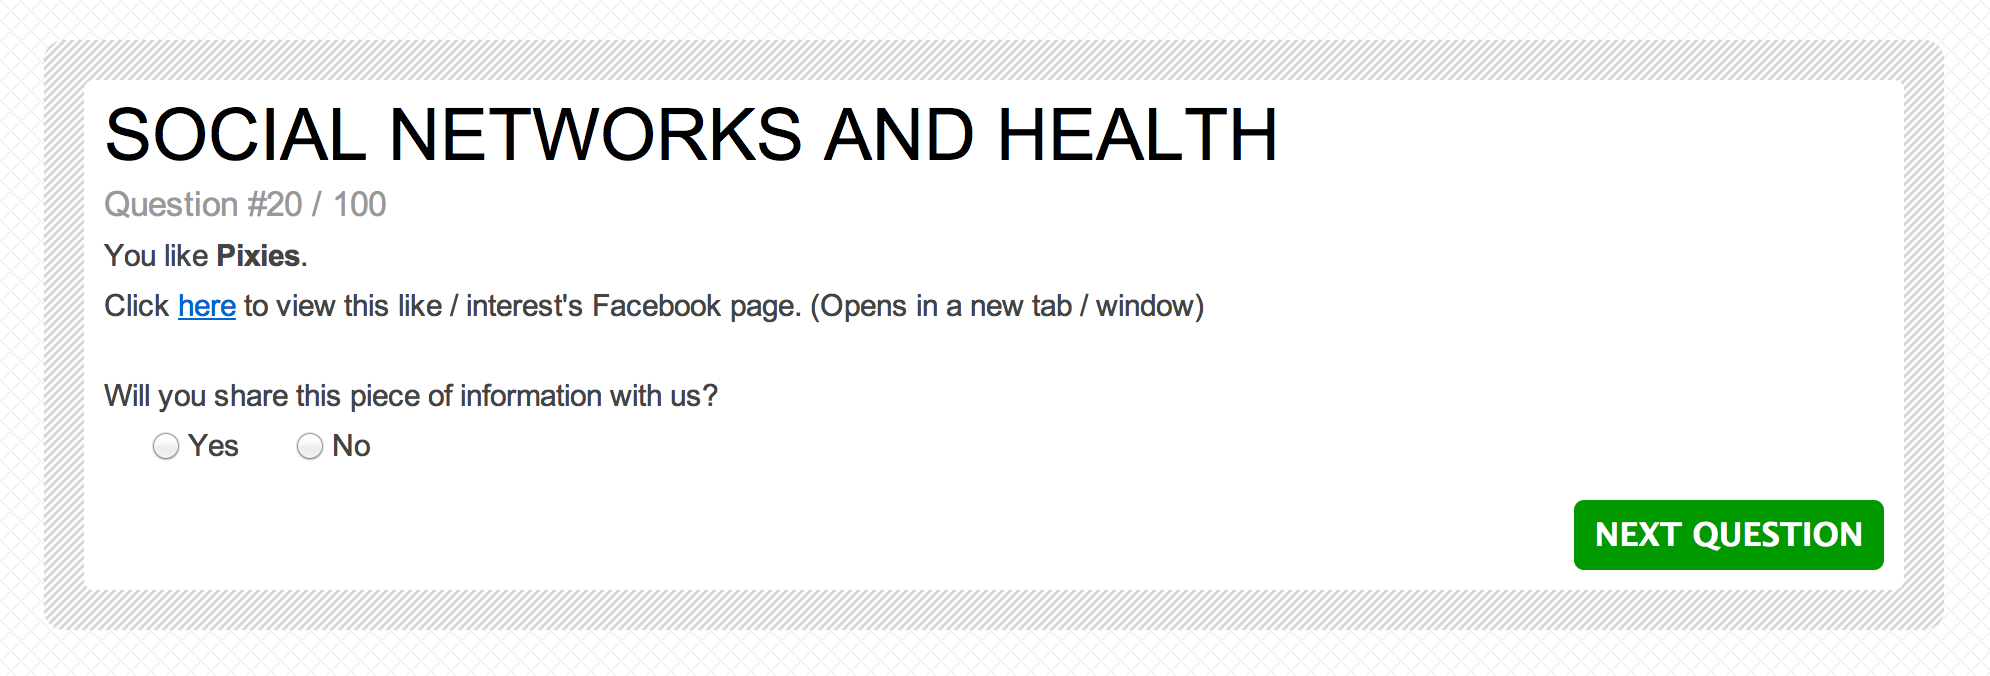 SOCIAL NETWORKS AND HEALTH
Question #20 / 100
You like Pixies.
Click here to view this like / interest's Facebook page. (Opens in a new tab / window)
Will you share this piece of information with us?
Yes No
NEXT QUESTION